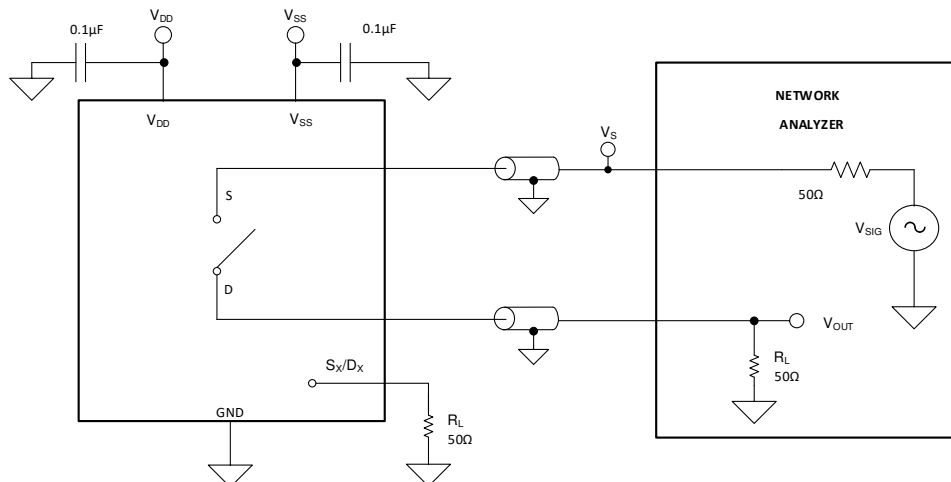 V_DD
V_SS
0.1µF
0.1µF
V_DD
V_SS
NETWORK
ANALYZER
V_S
S
50Ω
V_SIG
D
V_OUT
S_X/D_X
R_L
50Ω
GND
R_L
50Ω